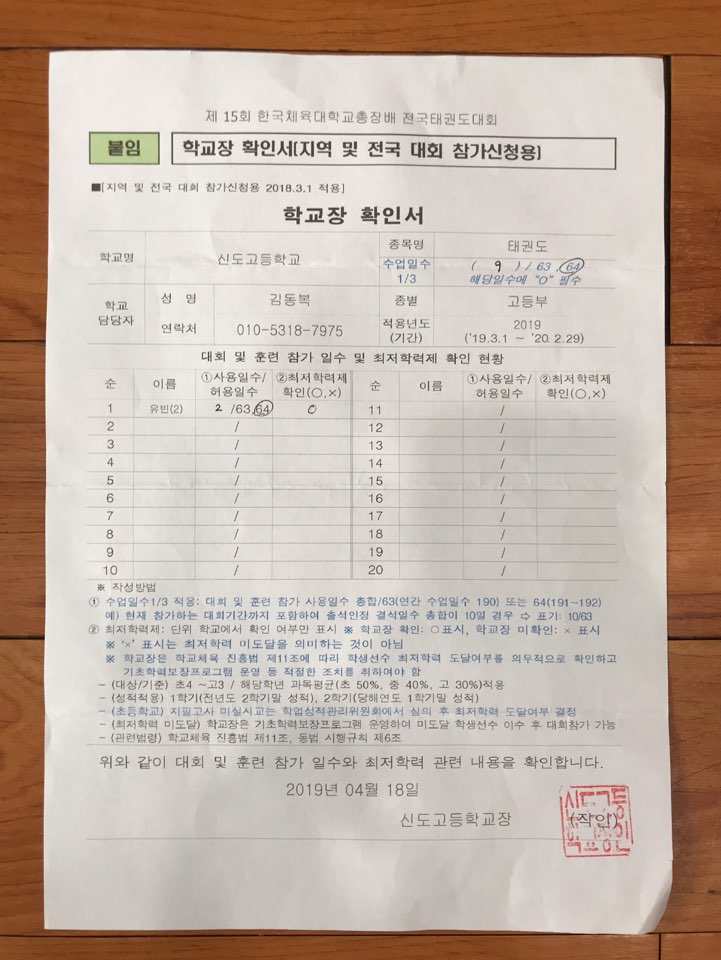 제 15회 한국체육대학교총장배 전국태권도대회
붙임 학교장 확인서(지역 및 전국 대회 참가신청용)
■[지역 및 전국 대회 참가신청용 2018.3.1 적용]
학교장 확인서
학교명 신도고등학교 종목명 태권도
수업일수 1/3 ( 9 ) / 63, 64
해당일수에 "O" 필수
학교 담당자 성 명 김동복 종별 고등부
연락처 010-5318-7975 적용년도 (기간) 2019 ('19.3.1 ~ '20.2.29)
대회 및 훈련 참가 일수 및 최저학력제 확인 현황
순 이름 ①사용일수/허용일수 ②최저학력제 확인(○,×) 순 이름 ①사용일수/허용일수 ②최저학력제 확인(○,×)
1 유빈(2) 2 /63,64 O 11 /
2 / 12 /
3 / 13 /
4 / 14 /
5 / 15 /
6 / 16 /
7 / 17 /
8 / 18 /
9 / 19 /
10 / 20 /
※ 작성방법
① 수업일수1/3 적용: 대회 및 훈련 참가 사용일수 총합/63(연간 수업일수 190) 또는 64(191~192)
예) 현재 참가하는 대회기간까지 포함하여 출석인정 결석일수 총합이 10일 경우 ⇨ 표기: 10/63
② 최저학력제: 단위 학교에서 확인 여부만 표시 ※ 학교장 확인: ○표시, 학교장 미확인: × 표시
※ '×' 표시는 최저학력 미도달을 의미하는 것이 아님
※ 학교장은 학교체육 진흥법 제11조에 따라 학생선수 최저학력 도달여부를 의무적으로 확인하고
기초학력보장프로그램 운영 등 적절한 조치를 취하여야 함
- (대상/기준) 초4 ~고3 / 해당학년 과목평균(초 50%, 중 40%, 고 30%)적용
- (성적적용) 1학기(전년도 2학기말 성적), 2학기(당해연도 1학기말 성적)
- (초등학교) 지필고사 미실시교는 학업성적관리위원회에서 심의 후 최저학력 도달여부 결정
- (최저학력 미도달) 학교장은 기초학력보장프로그램 운영하여 미도달 학생선수 이수 후 대회참가 가능
- (관련법령) 학교체육 진흥법 제11조, 동법 시행규칙 제6조
위와 같이 대회 및 훈련 참가 일수와 최저학력 관련 내용을 확인합니다.
2019년 04월 18일
신도고등학교장 (직인)